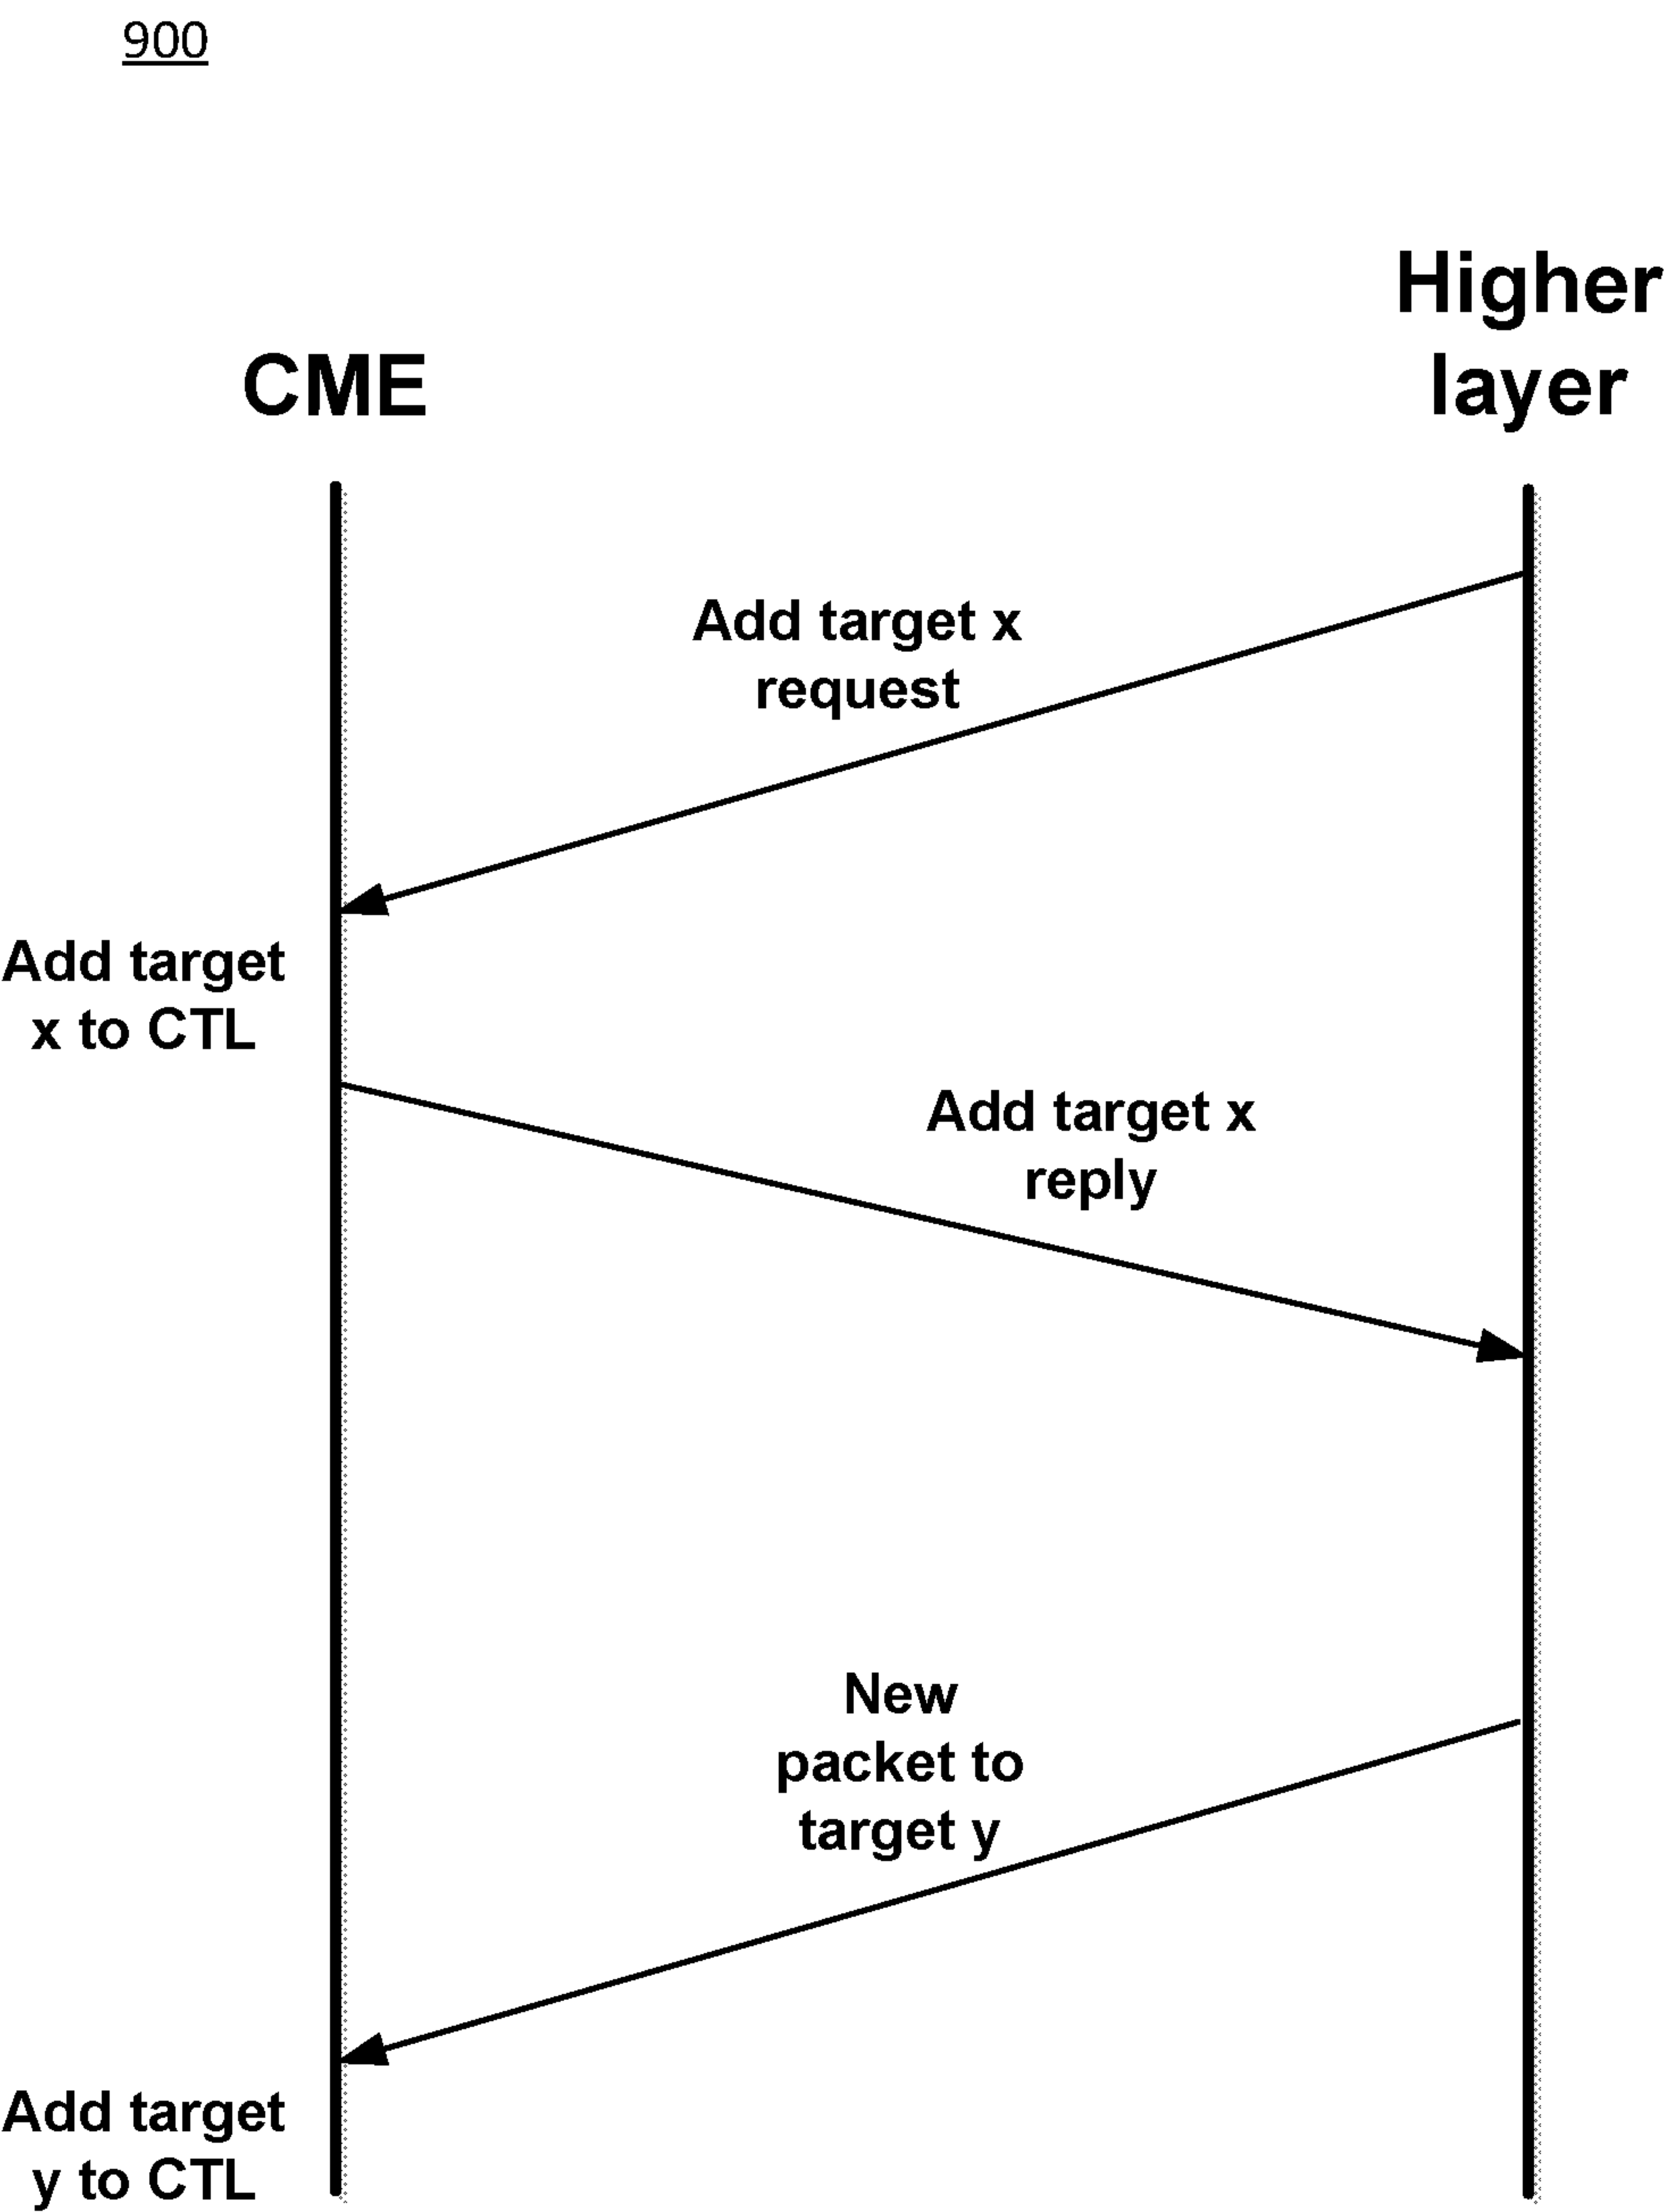 900
Higher
layer
CME
Add target x
request
Add target
x to CTL
Add target x
reply
New
packet to
target y
Add target
y to CTL